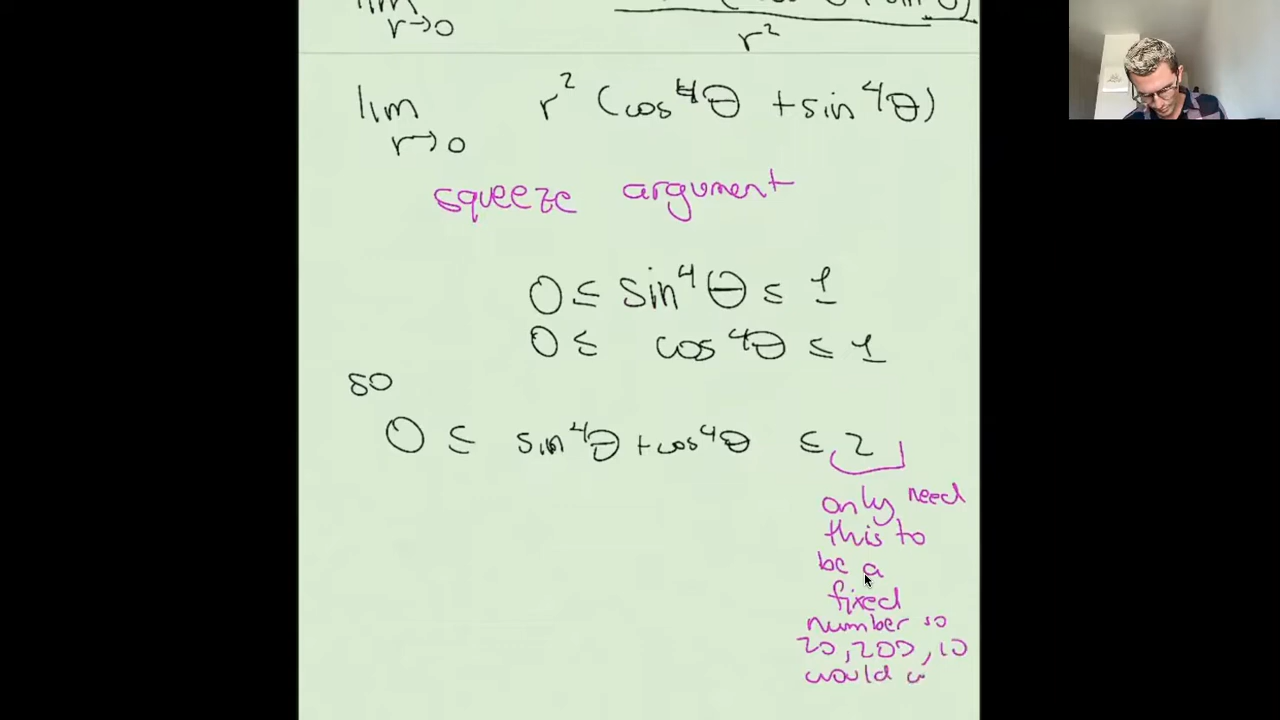 lim
r→0
r²
lim r² (cos⁴θ + sin⁴θ)
r→0
squeeze argument
0 ≤ sin⁴θ ≤ 1
0 ≤ cos⁴θ ≤ 1
so
0 ≤ sin⁴θ + cos⁴θ ≤ 2
only need
this to
be a
fixed
number so
20, 200, 10
would